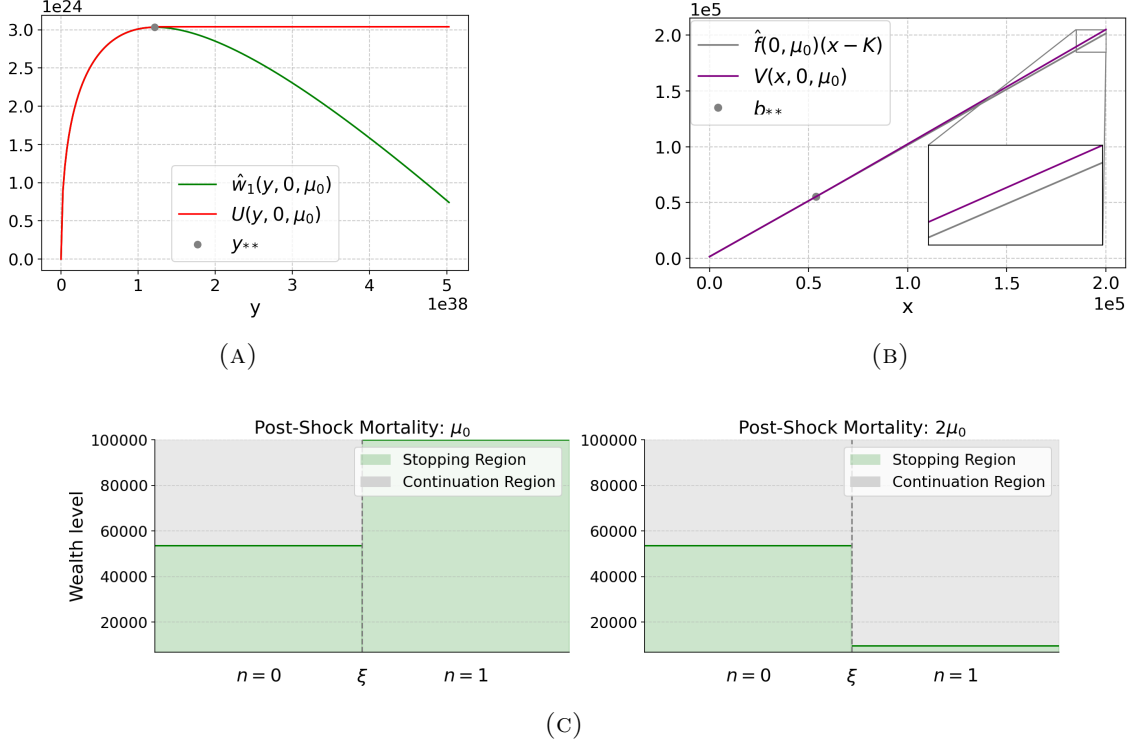 1e24
3.0
2.5
2.0
1.5
1.0
0.5
0.0
0
1
2
3
4
5
1e38
y
ŵ₁(y, 0, μ₀)
U(y, 0, μ₀)
y**
(A)
1e5
2.0
1.5
1.0
0.5
0.0
0.0
0.5
1.0
1.5
2.0
1e5
x
f̂(0, μ₀)(x − K)
V(x, 0, μ₀)
b**
(B)
Post-Shock Mortality: μ₀
Wealth level
100000
80000
60000
40000
20000
Stopping Region
Continuation Region
n = 0
ξ
n = 1
Post-Shock Mortality: 2μ₀
100000
80000
60000
40000
20000
Stopping Region
Continuation Region
n = 0
ξ
n = 1
(C)